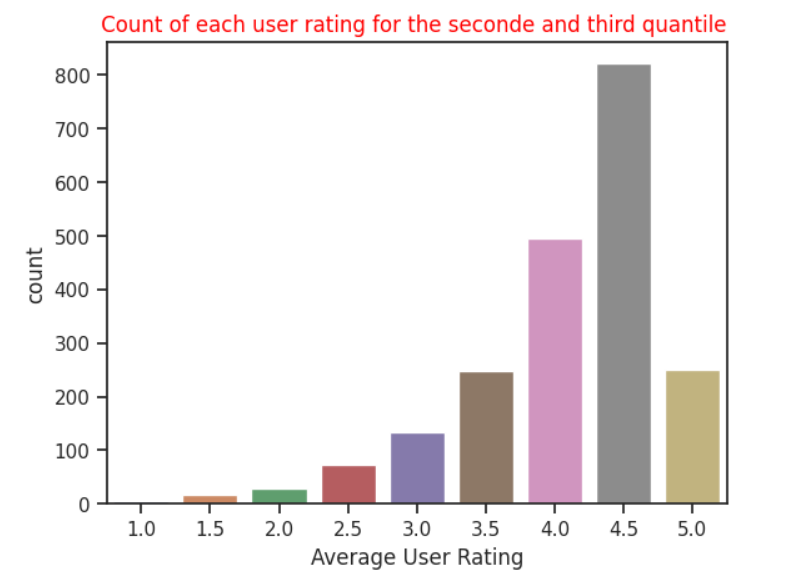 Count of each user rating for the seconde and third quantile
800
700
600
500
400
300
200
100
0
count
1.0 1.5 2.0 2.5 3.0 3.5 4.0 4.5 5.0
Average User Rating